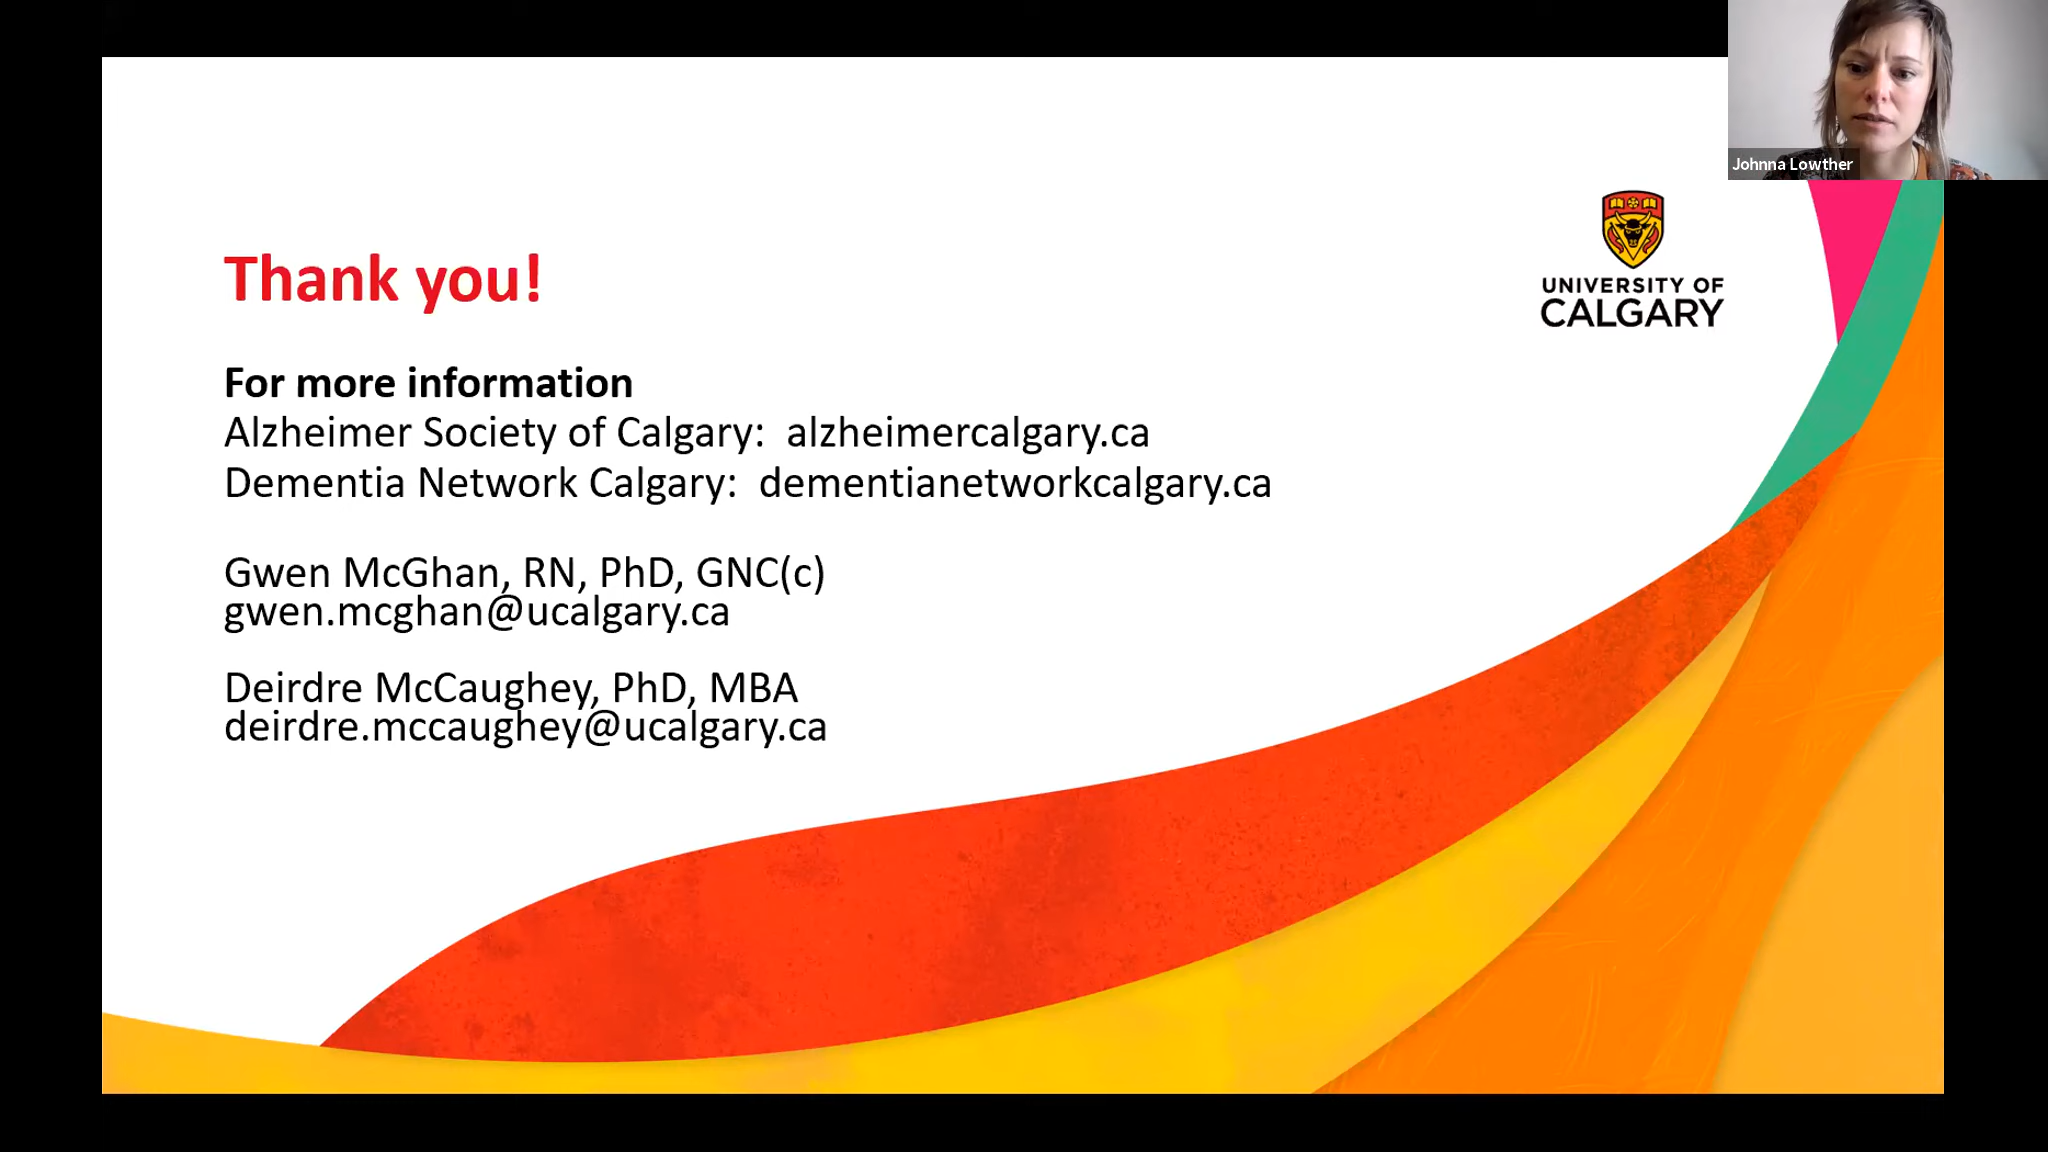 Johnna Lowther
UNIVERSITY OF
CALGARY
Thank you!
For more information
Alzheimer Society of Calgary:  alzheimercalgary.ca
Dementia Network Calgary:  dementianetworkcalgary.ca
Gwen McGhan, RN, PhD, GNC(c)
gwen.mcghan@ucalgary.ca
Deirdre McCaughey, PhD, MBA
deirdre.mccaughey@ucalgary.ca